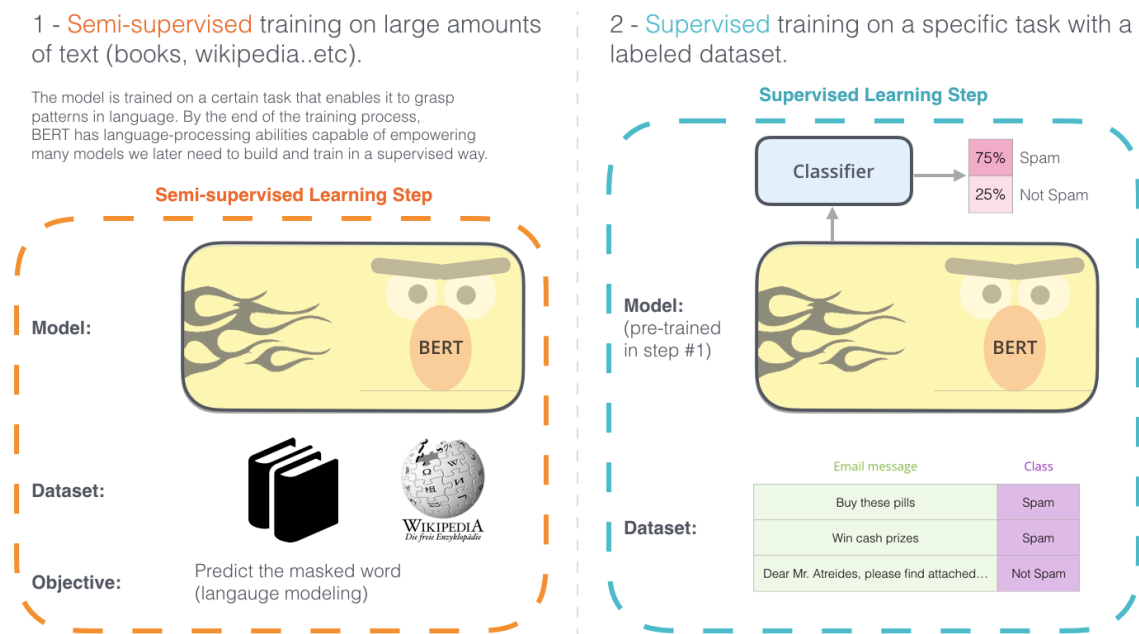 1 - Semi-supervised training on large amounts
of text (books, wikipedia..etc).
The model is trained on a certain task that enables it to grasp
patterns in language. By the end of the training process,
BERT has language-processing abilities capable of empowering
many models we later need to build and train in a supervised way.
Semi-supervised Learning Step
Model:
BERT
Dataset:
Ω
W
И
WIKIPEDIA
Die freie Enzyklopädie
Objective:
Predict the masked word
(langauge modeling)
2 - Supervised training on a specific task with a
labeled dataset.
Supervised Learning Step
Classifier
75% Spam
25% Not Spam
Model:
(pre-trained
in step #1)
BERT
Dataset:
Email message Class
Buy these pills Spam
Win cash prizes Spam
Dear Mr. Atreides, please find attached... Not Spam